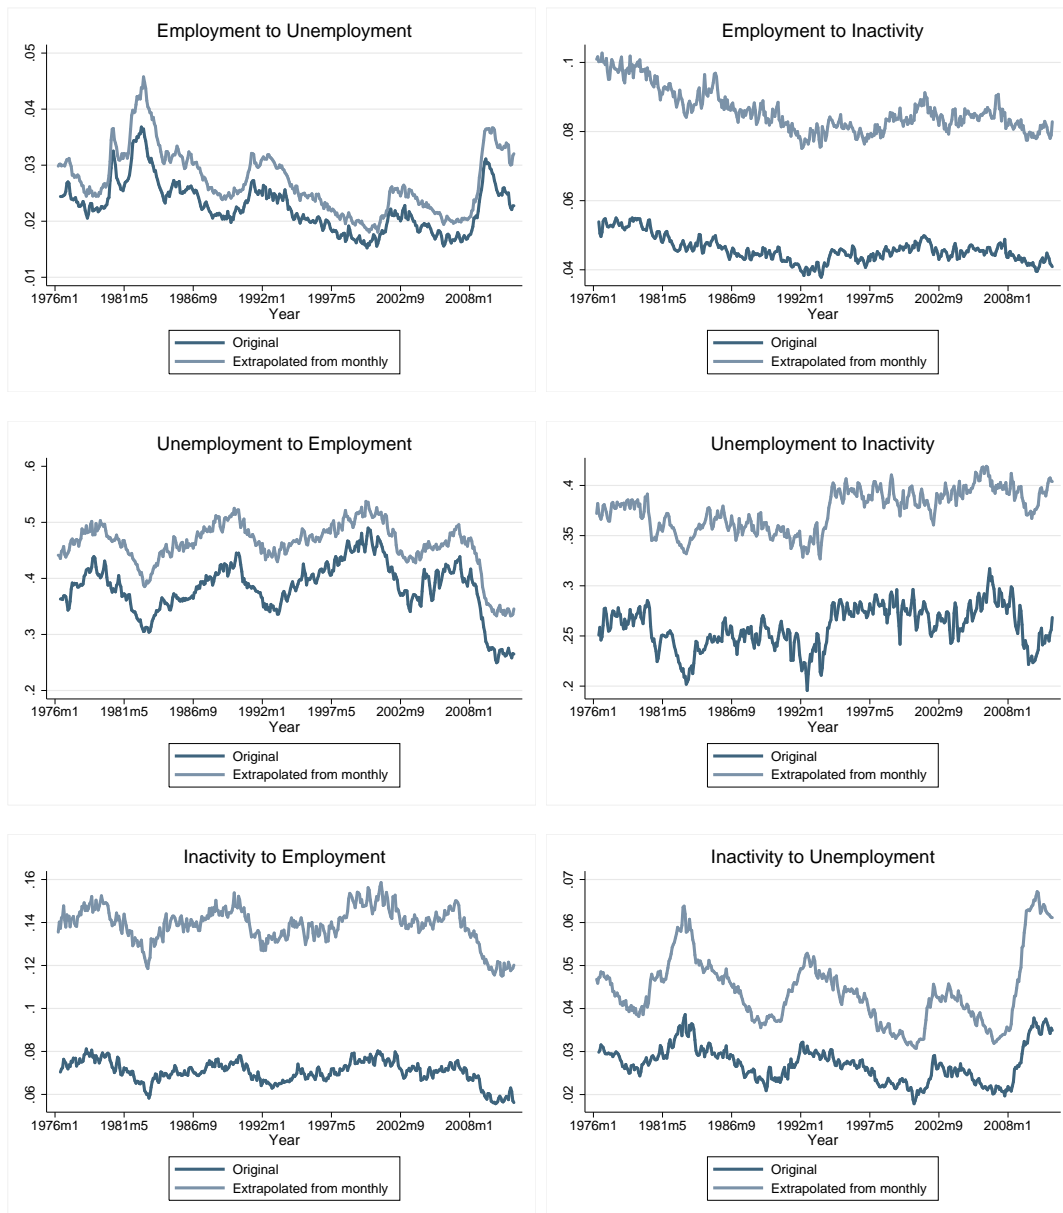 Employment to Unemployment
.05
.04
.03
.02
.01
1976m1 1981m5 1986m9 1992m1 1997m5 2002m9 2008m1
Year
Original
Extrapolated from monthly
Employment to Inactivity
.1
.08
.06
.04
1976m1 1981m5 1986m9 1992m1 1997m5 2002m9 2008m1
Year
Original
Extrapolated from monthly
Unemployment to Employment
.6
.5
.4
.3
.2
1976m1 1981m5 1986m9 1992m1 1997m5 2002m9 2008m1
Year
Original
Extrapolated from monthly
Unemployment to Inactivity
.4
.35
.3
.25
.2
1976m1 1981m5 1986m9 1992m1 1997m5 2002m9 2008m1
Year
Original
Extrapolated from monthly
Inactivity to Employment
.16
.14
.12
.1
.08
.06
1976m1 1981m5 1986m9 1992m1 1997m5 2002m9 2008m1
Year
Original
Extrapolated from monthly
Inactivity to Unemployment
.07
.06
.05
.04
.03
.02
1976m1 1981m5 1986m9 1992m1 1997m5 2002m9 2008m1
Year
Original
Extrapolated from monthly